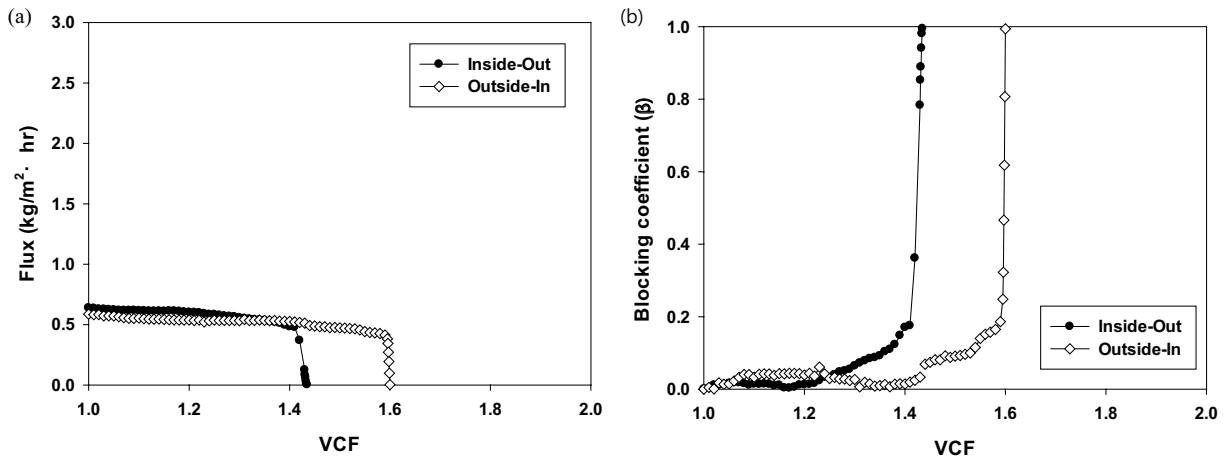 (a)
3.0
2.5
2.0
1.5
1.0
0.5
0.0
Flux (kg/m²· hr)
Inside-Out
Outside-In
1.0 1.2 1.4 1.6 1.8 2.0
VCF
(b)
1.0
0.8
0.6
0.4
0.2
0.0
Blocking coefficient (β)
Inside-Out
Outside-In
1.0 1.2 1.4 1.6 1.8 2.0
VCF